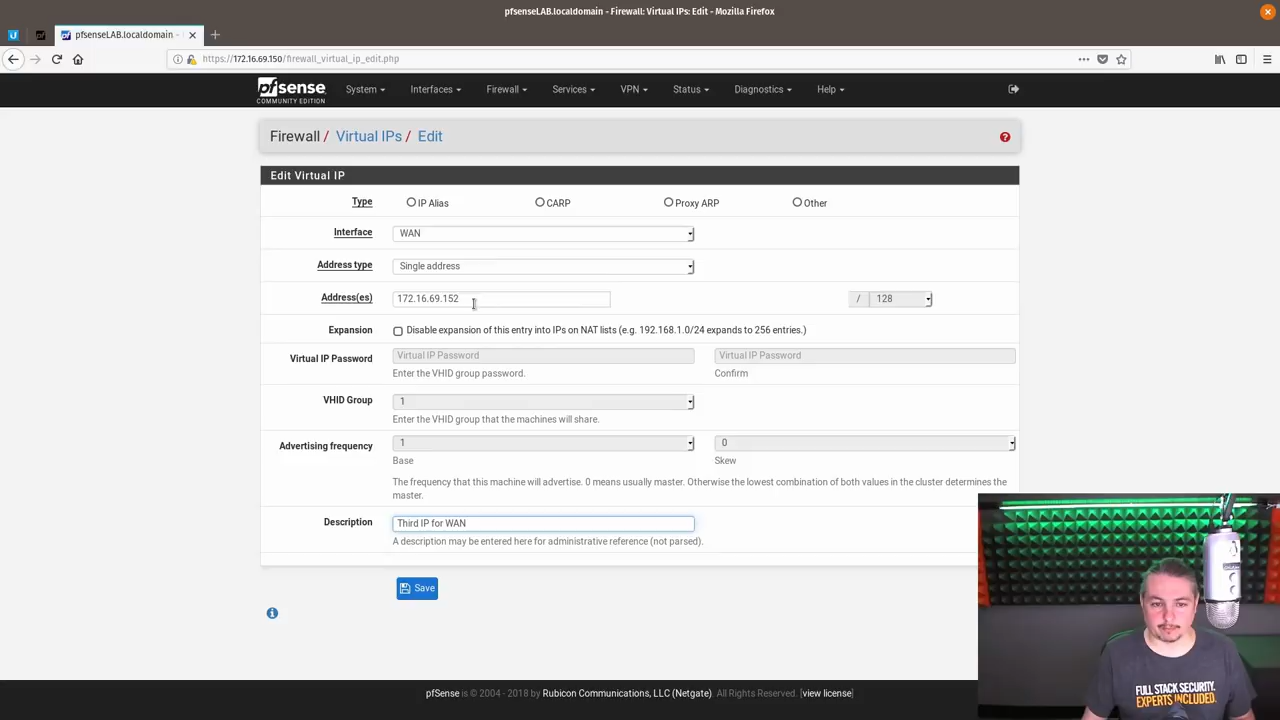 pfsenseLAB.localdomain - Firewall: Virtual IPs: Edit - Mozilla Firefox
pfsenseLAB.localdomain -
https://172.16.69.150/firewall_virtual_ip_edit.php
pfsense
COMMUNITY EDITION
System Interfaces Firewall Services VPN Status Diagnostics Help
Firewall / Virtual IPs / Edit
Edit Virtual IP
Type IP Alias CARP Proxy ARP Other
Interface WAN
Address type Single address
Address(es) 172.16.69.152 / 128
Expansion Disable expansion of this entry into IPs on NAT lists (e.g. 192.168.1.0/24 expands to 256 entries.)
Virtual IP Password Virtual IP Password Virtual IP Password
Enter the VHID group password. Confirm
VHID Group 1
Enter the VHID group that the machines will share.
Advertising frequency 1 0
Base Skew
The frequency that this machine will advertise. 0 means usually master. Otherwise the lowest combination of both values in the cluster determines the
master.
Description Third IP for WAN
A description may be entered here for administrative reference (not parsed).
Save
pfSense is © 2004 - 2018 by Rubicon Communications, LLC (Netgate). All Rights Reserved. [view license]
FULL STACK SECURITY.
EXPERTS INCLUDED.